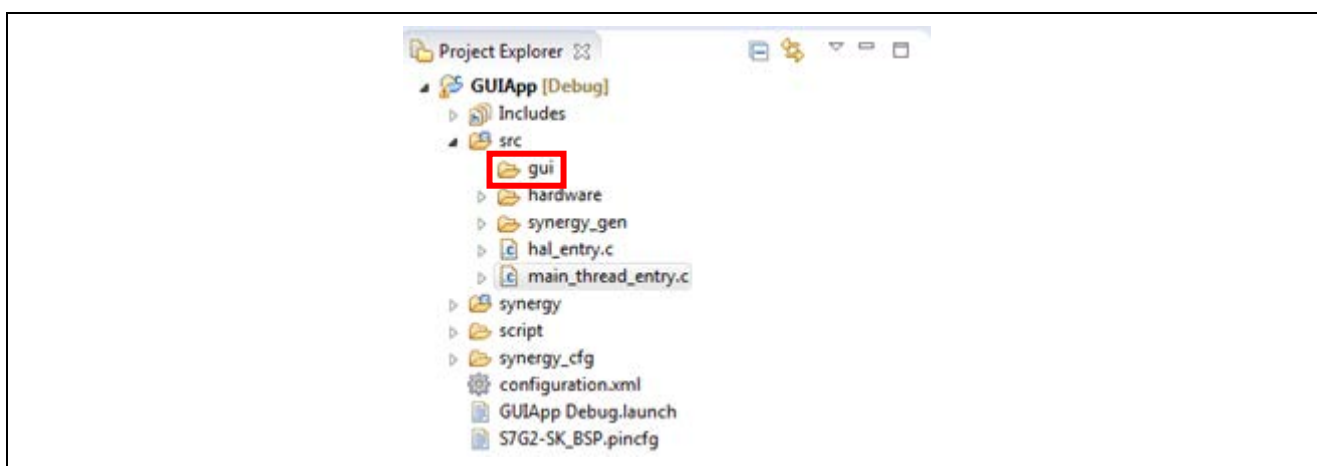 Project Explorer
GUIApp [Debug]
Includes
src
gui
hardware
synergy_gen
hal_entry.c
main_thread_entry.c
synergy
script
synergy_cfg
configuration.xml
GUIApp Debug.launch
S7G2-SK_BSP.pincfg